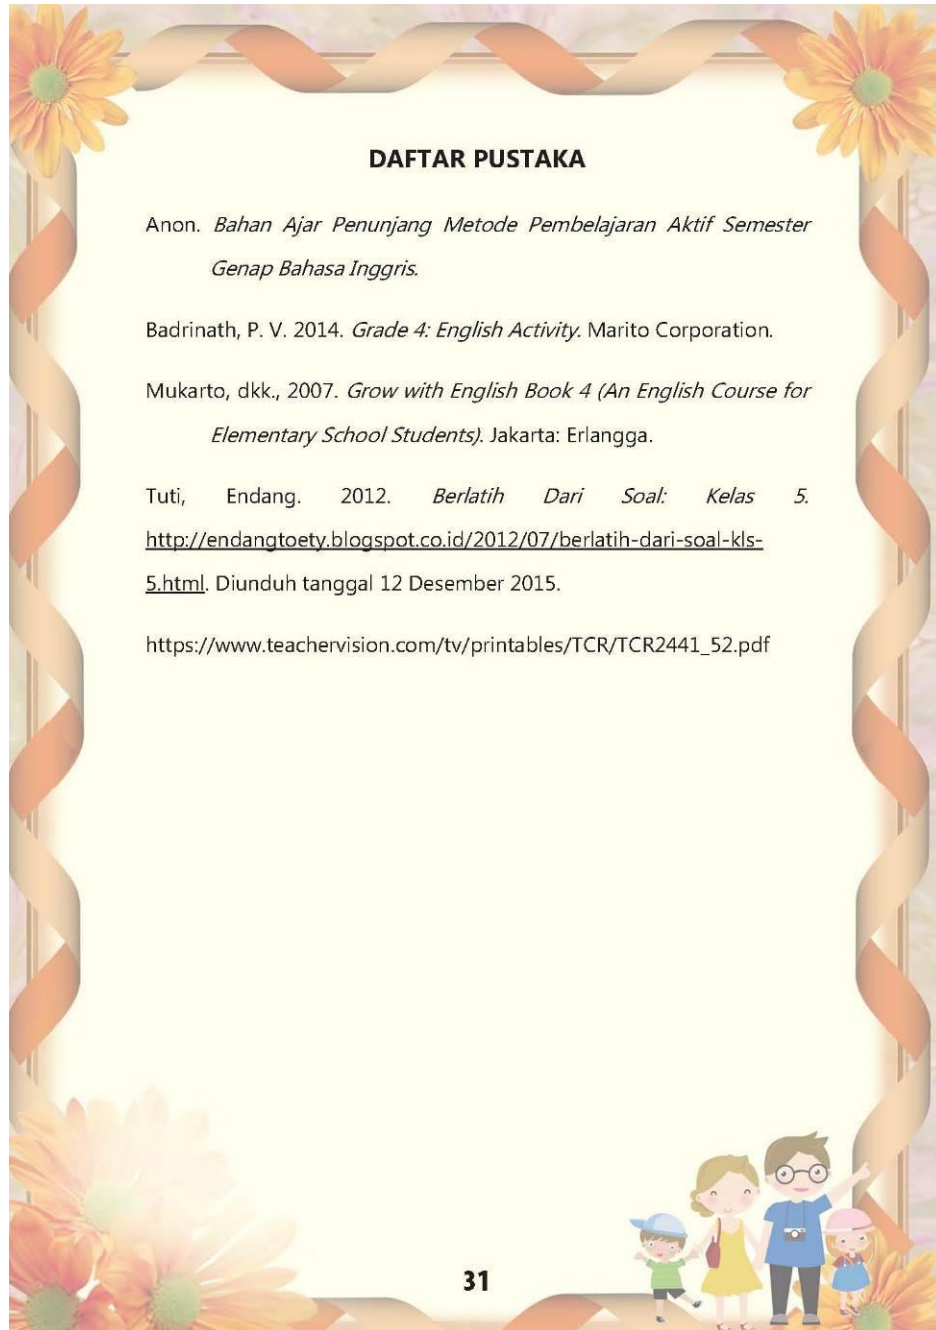 DAFTAR PUSTAKA
Anon. Bahan Ajar Penunjang Metode Pembelajaran Aktif Semester
Genap Bahasa Inggris.
Badrinath, P. V. 2014. Grade 4: English Activity. Marito Corporation.
Mukarto, dkk., 2007. Grow with English Book 4 (An English Course for
Elementary School Students). Jakarta: Erlangga.
Tuti, Endang. 2012. Berlatih Dari Soal: Kelas 5.
http://endangtoety.blogspot.co.id/2012/07/berlatih-dari-soal-kls-
5.html. Diunduh tanggal 12 Desember 2015.
https://www.teachervision.com/tv/printables/TCR/TCR2441_52.pdf
31